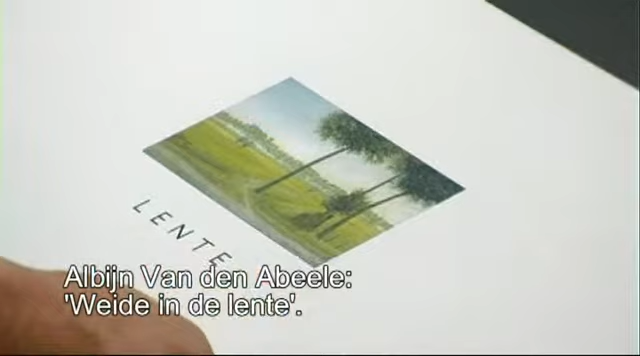 LENTE
Albijn Van den Abeele:
'Weide in de lente'.